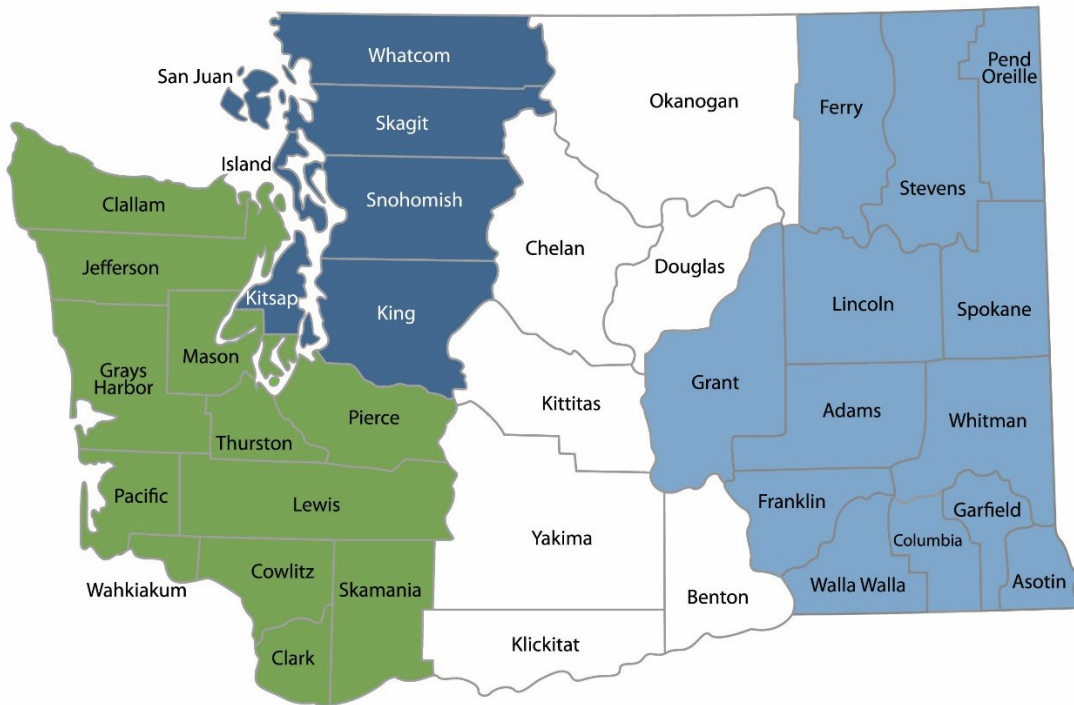 Whatcom
San Juan
Pend
Oreille
Okanogan
Ferry
Skagit
Island
Stevens
Snohomish
Clallam
Chelan
Jefferson
Douglas
Kitsap
Lincoln
King
Spokane
Mason
Grays
Harbor
Grant
Kittitas
Adams
Pierce
Whitman
Thurston
Pacific
Lewis
Franklin
Garfield
Yakima
Columbia
Cowlitz
Wahkiakum
Skamania
Walla Walla
Asotin
Benton
Klickitat
Clark